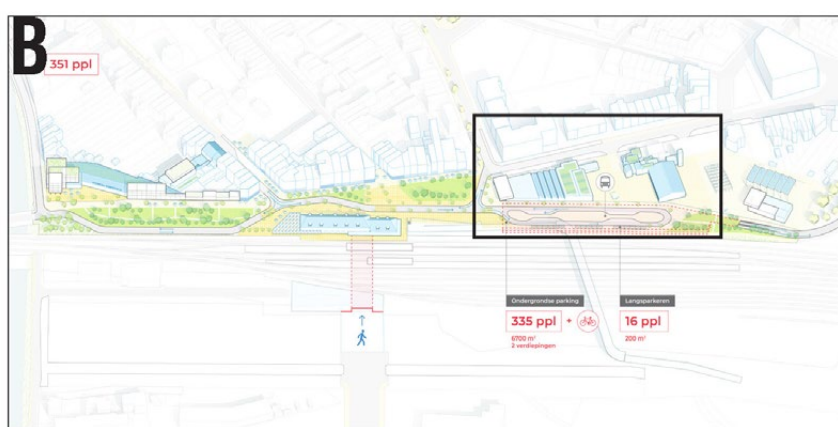 B
351 ppl
Ondergrondse parking
335 ppl +
6700 m²
2 verdiepingen
Langsparkeren
16 ppl
200 m²